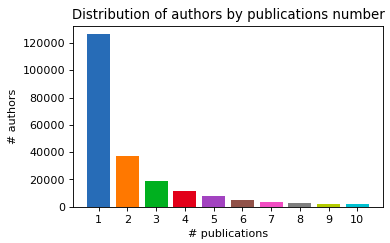 Distribution of authors by publications number
120000
100000
80000
60000
40000
20000
0
# authors
1 2 3 4 5 6 7 8 9 10
# publications